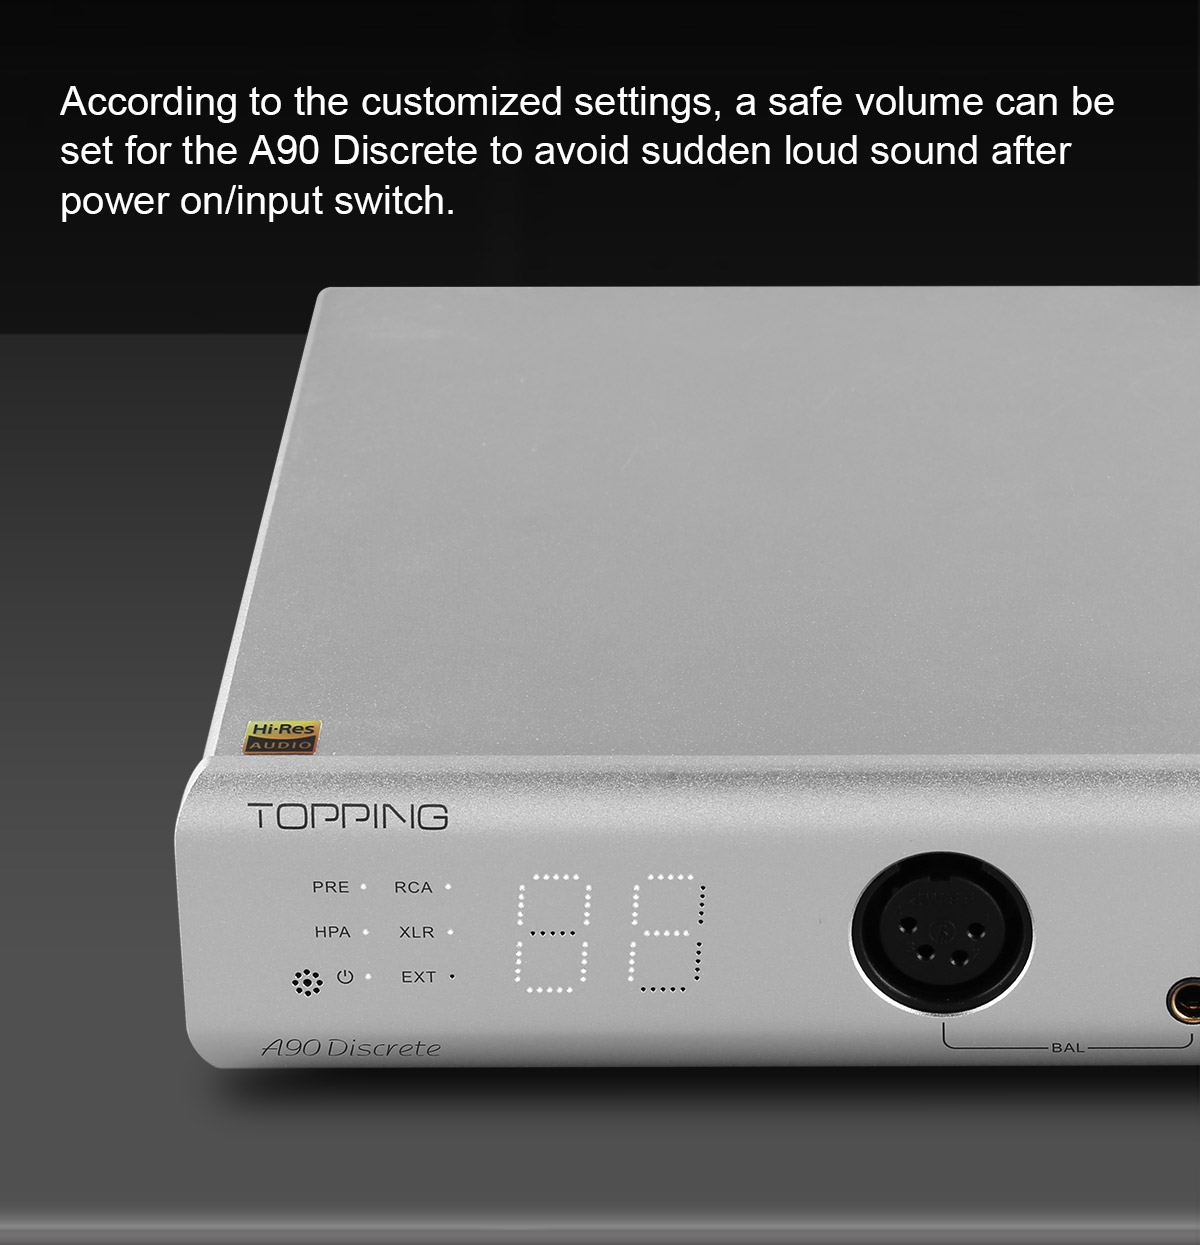 According to the customized settings, a safe volume can be
set for the A90 Discrete to avoid sudden loud sound after
power on/input switch.
Hi-Res
AUDIO
TOPPING
PRE RCA
HPA XLR
EXT
A90 Discrete
BAL